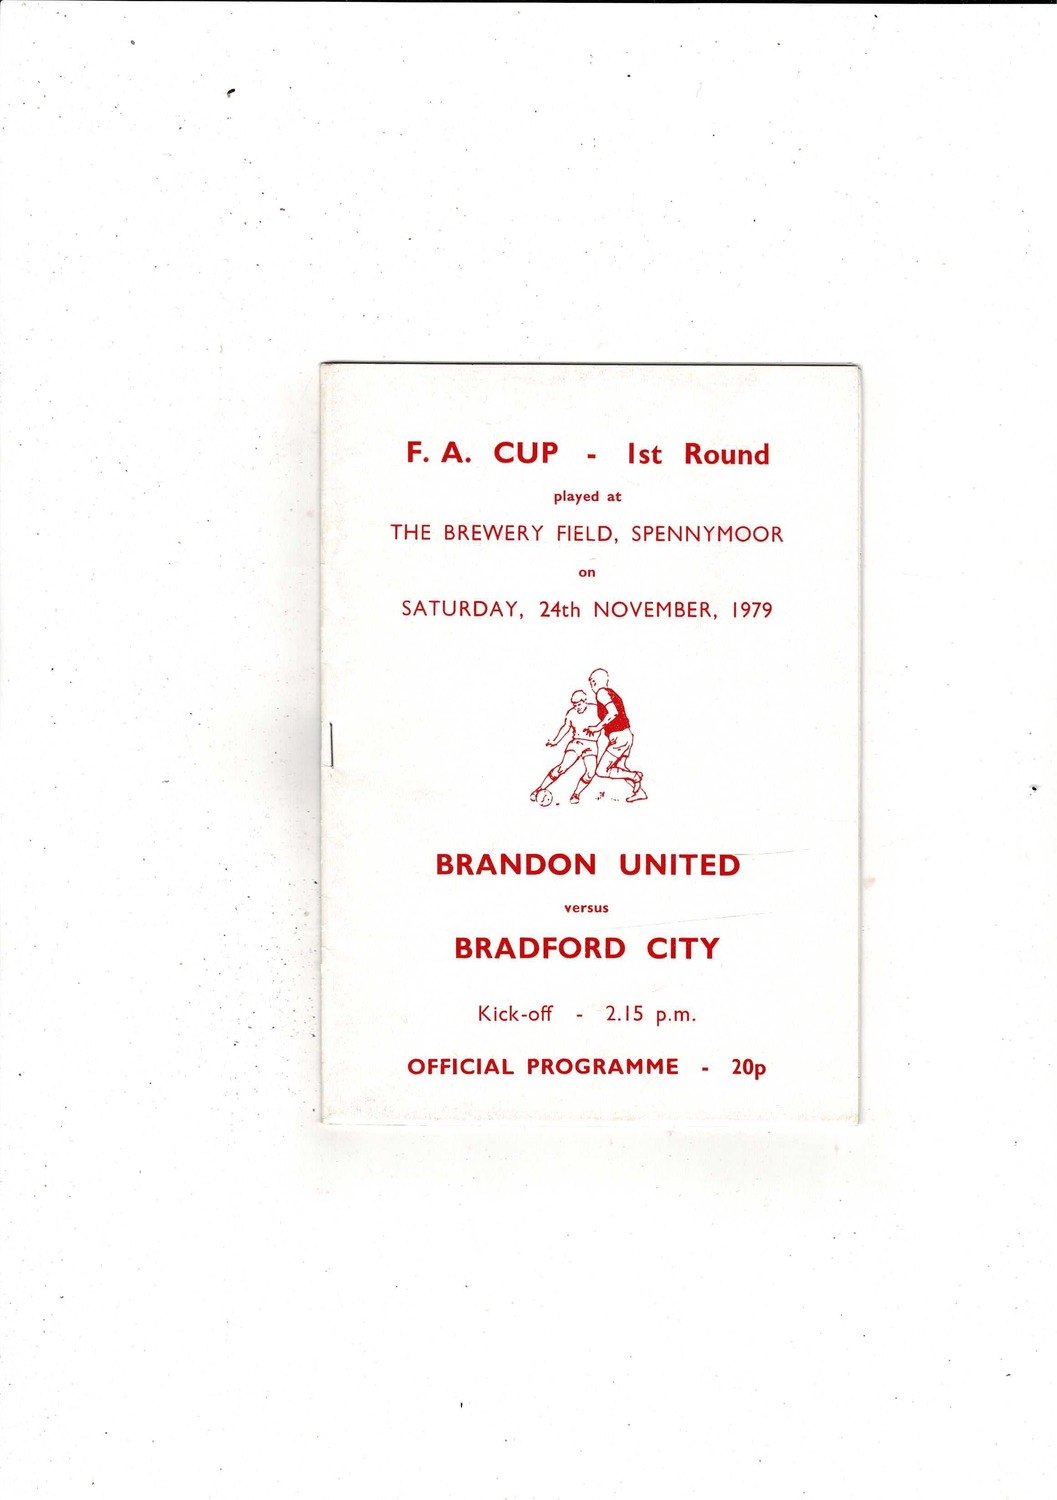 F. A. CUP - 1st Round
played at
THE BREWERY FIELD, SPENNYMOOR
on
SATURDAY, 24th NOVEMBER, 1979
BRANDON UNITED
versus
BRADFORD CITY
Kick-off - 2.15 p.m.
OFFICIAL PROGRAMME - 20p